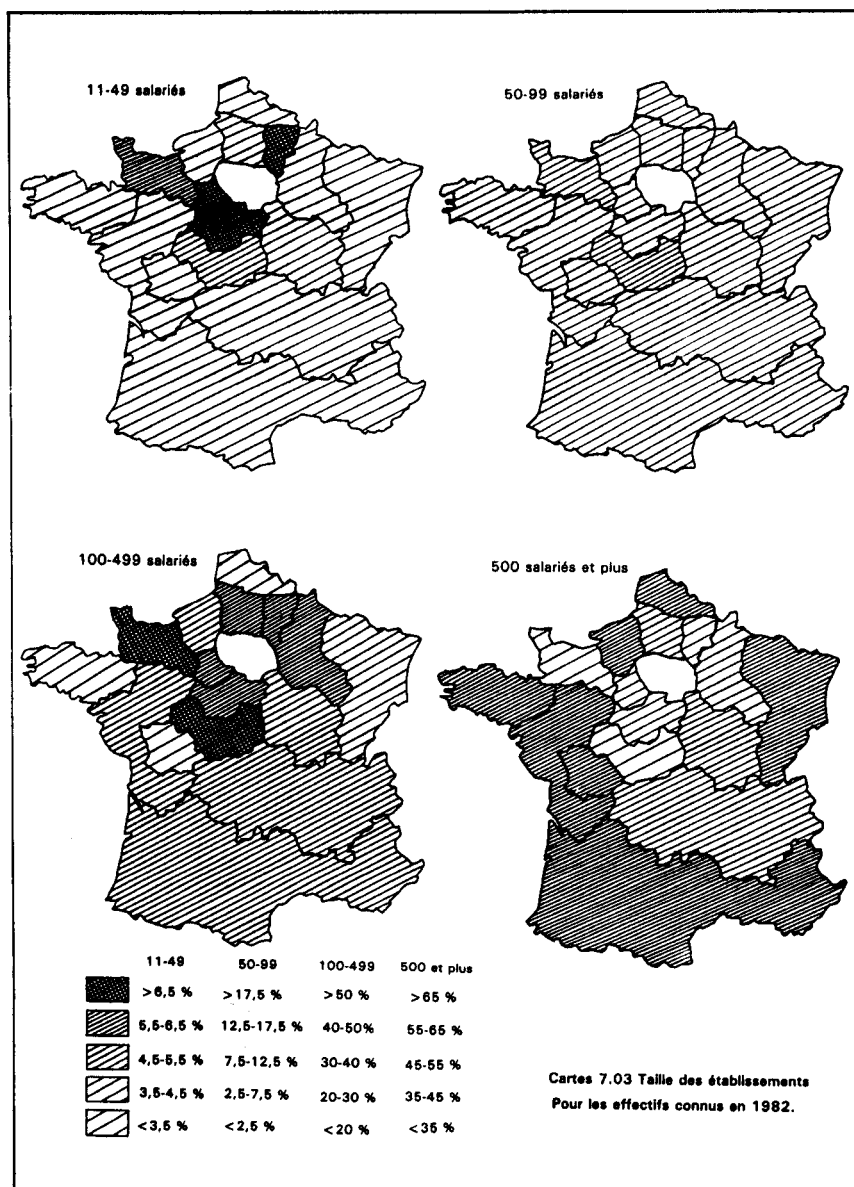 11-49 salariés
50-99 salariés
100-499 salariés
500 salariés et plus
11-49 50-99 100-499 500 et plus
>6,5 % >17,5 % >50 % >65 %
5,5-6,5 % 12,5-17,5 % 40-50% 55-65 %
4,5-5,5 % 7,5-12,5 % 30-40 % 45-55 %
3,5-4,5 % 2,5-7,5 % 20-30 % 35-45 %
<3,5 % <2,5 % <20 % <35 %
Cartes 7.03 Taille des établissements
Pour les effectifs connus en 1982.